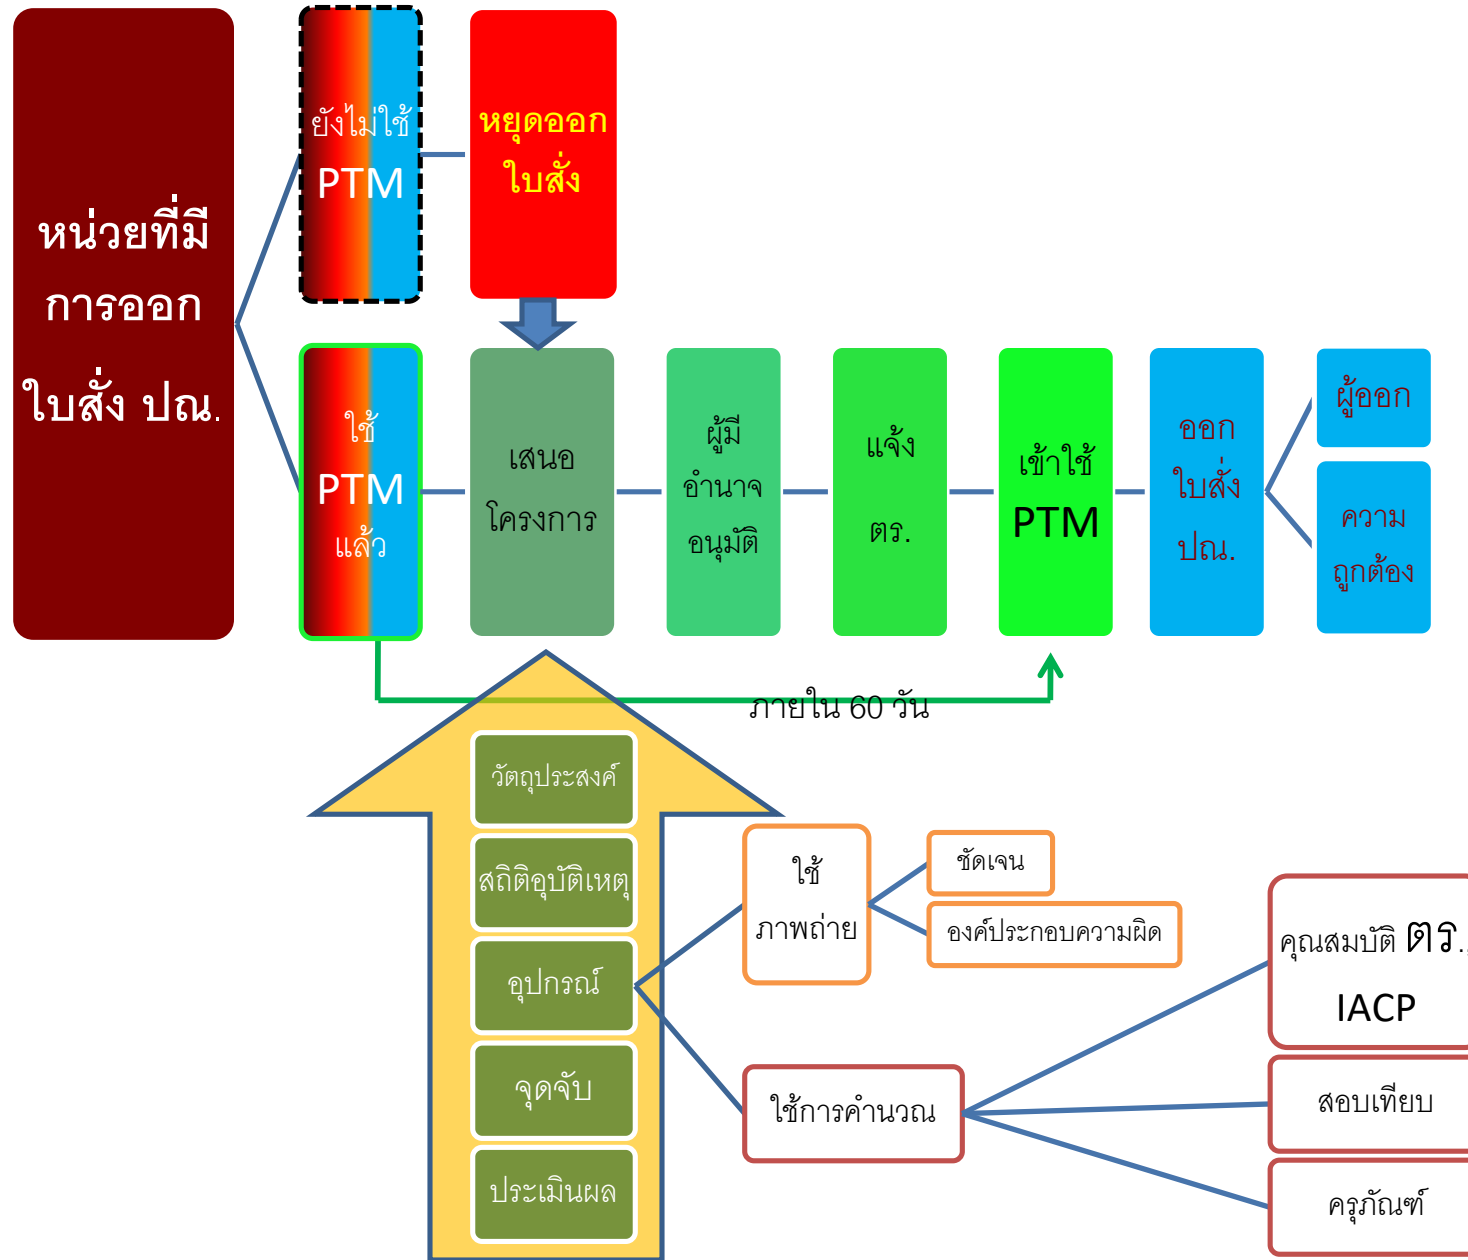 หน่วยที่มี
การออก
ใบสั่ง ปณ.
ยังไม่ใช้
PTM
หยุดออก
ใบสั่ง
ใช้
PTM
แล้ว
เสนอ
โครงการ
ผู้มี
อำนาจ
อนุมัติ
แจ้ง
ตร.
เข้าใช้
PTM
ออก
ใบสั่ง
ปณ.
ผู้ออก
ความ
ถูกต้อง
ภายใน 60 วัน
วัตถุประสงค์
สถิติอุบัติเหตุ
อุปกรณ์
จุดจับ
ประเมินผล
ใช้
ภาพถ่าย
ชัดเจน
องค์ประกอบความผิด
ใช้การคำนวณ
คุณสมบัติ ตร.,
IACP
สอบเทียบ
ครุภัณฑ์